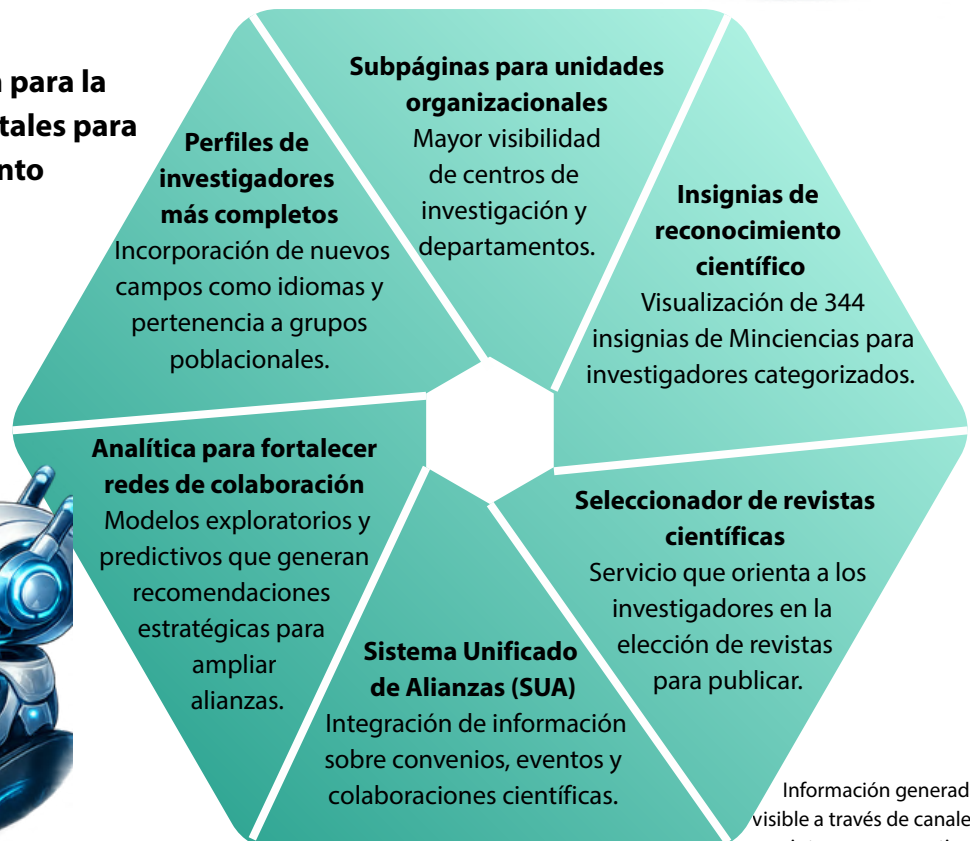 para la
tales para
nto
Subpáginas para unidades
organizacionales
Mayor visibilidad
de centros de
investigación y
departamentos.
Perfiles de
investigadores
más completos
Incorporación de nuevos
campos como idiomas y
pertenencia a grupos
poblacionales.
Insignias de
reconocimiento
científico
Visualización de 344
insignias de Minciencias para
investigadores categorizados.
Analítica para fortalecer
redes de colaboración
Modelos exploratorios y
predictivos que generan
recomendaciones
estratégicas para
ampliar
alianzas.
Seleccionador de revistas
científicas
Servicio que orienta a los
investigadores en la
elección de revistas
para publicar.
Sistema Unificado
de Alianzas (SUA)
Integración de información
sobre convenios, eventos y
colaboraciones científicas.
Información generad
visible a través de canale